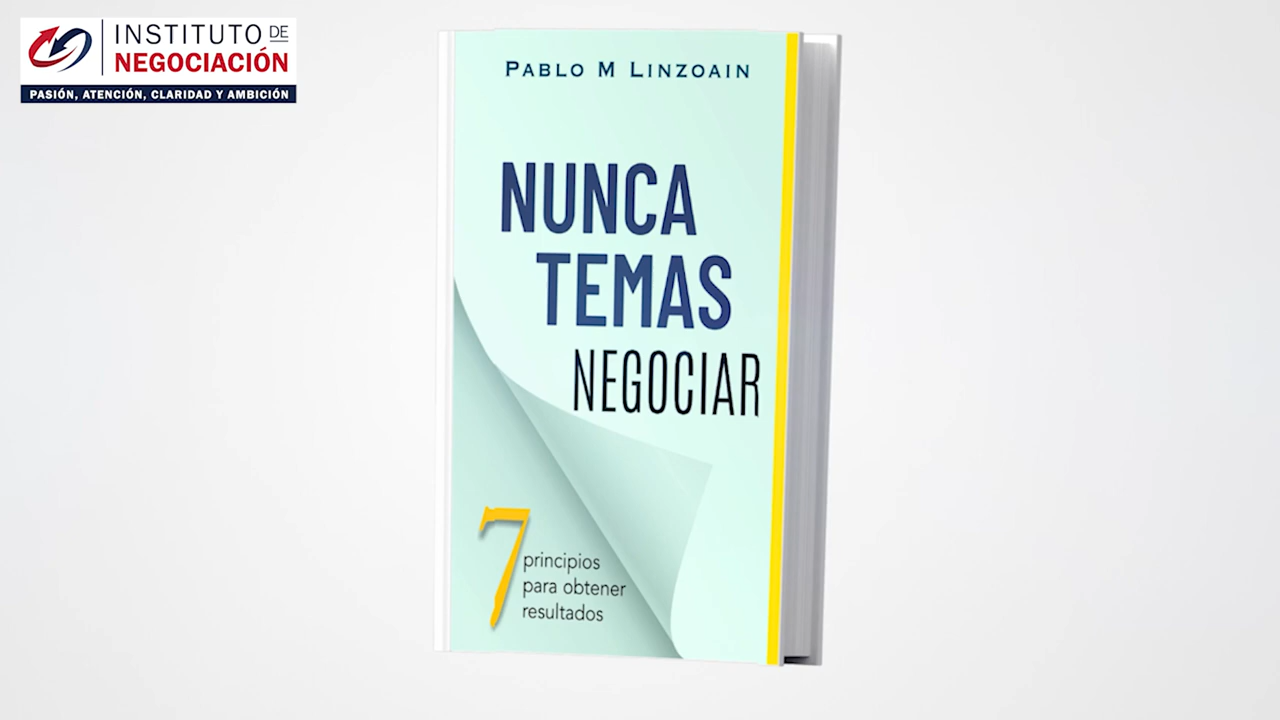 INSTITUTO DE
NEGOCIACIÓN
PASIÓN, ATENCIÓN, CLARIDAD Y AMBICIÓN
PABLO M LINZOAIN
NUNCA
TEMAS
NEGOCIAR
7 principios
para obtener
resultados